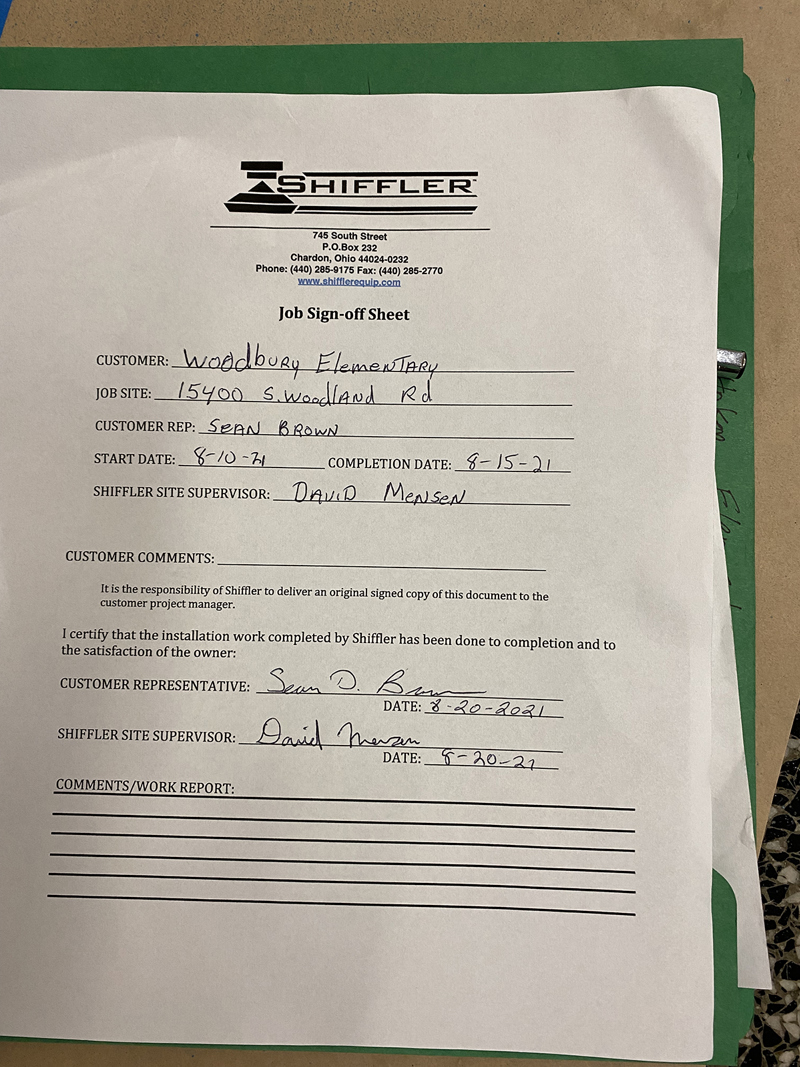 SHIFFLER
745 South Street
P.O.Box 232
Chardon, Ohio 44024-0232
Phone: (440) 285-9175 Fax: (440) 285-2770
www.shifflerequip.com
Job Sign-off Sheet
CUSTOMER: Woodbury Elementary
JOB SITE: 15400 S. Woodland Rd
CUSTOMER REP: SEAN BROWN
START DATE: 8-10-21 COMPLETION DATE: 8-15-21
SHIFFLER SITE SUPERVISOR: DAVID MENSEN
CUSTOMER COMMENTS:
It is the responsibility of Shiffler to deliver an original signed copy of this document to the
customer project manager.
I certify that the installation work completed by Shiffler has been done to completion and to
the satisfaction of the owner:
CUSTOMER REPRESENTATIVE: Sean D. Brown
DATE: 8-20-2021
SHIFFLER SITE SUPERVISOR: David Mensen
DATE: 8-20-21
COMMENTS/WORK REPORT: